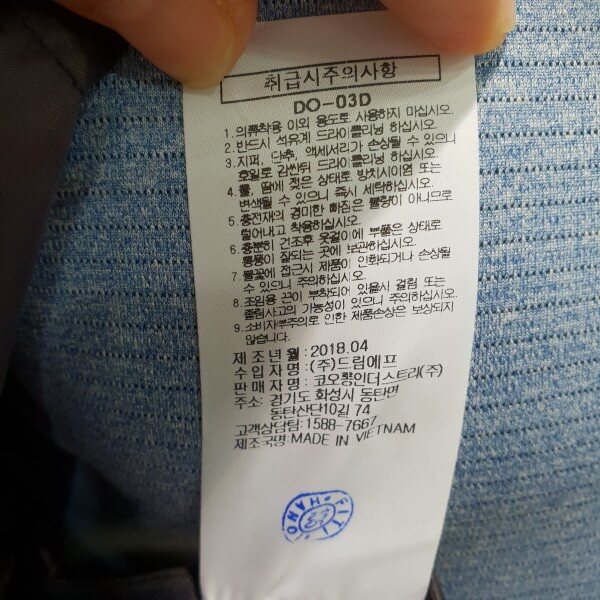 취급시주의사항
DO-03D
1. 의류착용 이외 용도로 사용하지 마십시오.
2. 반드시 석유계 드라이클리닝 하십시오.
3. 지퍼, 단추, 액세서리가 손상될 수 있으니
호일로 감싼뒤 드라이클리닝 하십시오.
4. 물, 땀에 젖은 상태로 방치시이염 또는
변색될 수 있으니 즉시 세탁하십시오.
5. 충전재의 경미한 빠짐은 불량이 아니므로
털어내고 착용하십시오.
6. 충분히 건조후 옷걸이에 부품은 상태로
통풍이 잘되는 곳에 보관하십시오.
7. 불꽃에 접근시 제품이 인화되거나 손상될
수 있으니 주의하십시오.
8. 조임용 끈이 부착되어 있을시 걸림 또는
졸림사고의 가능성이 있으니 주의하십시오.
9. 소비자부주의로 인한 제품손상은 보상되지
않습니다.
제 조년 월 : 2018.04
수 입 자 명 : (주)드림에프
판 매 자 명 : 코오롱인더스트리(주)
주소: 경기도 화성시 동탄면
동탄산단10길 74
고객상담팀: 1588-7667
제조국명: MADE IN VIETNAM
FITI
HANO